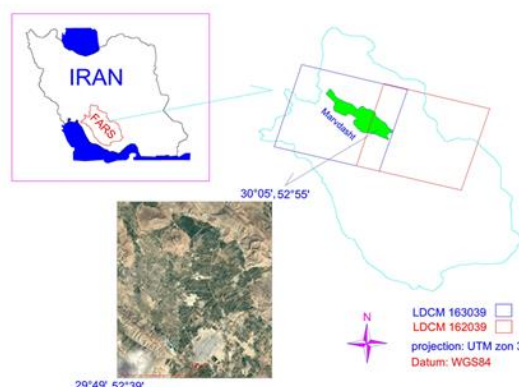 IRAN
FARS
Marvdasht
30°05', 52°55'
29°49', 52°39'
LDCM 163039
LDCM 162039
N
projection: UTM zon 3
Datum: WGS84